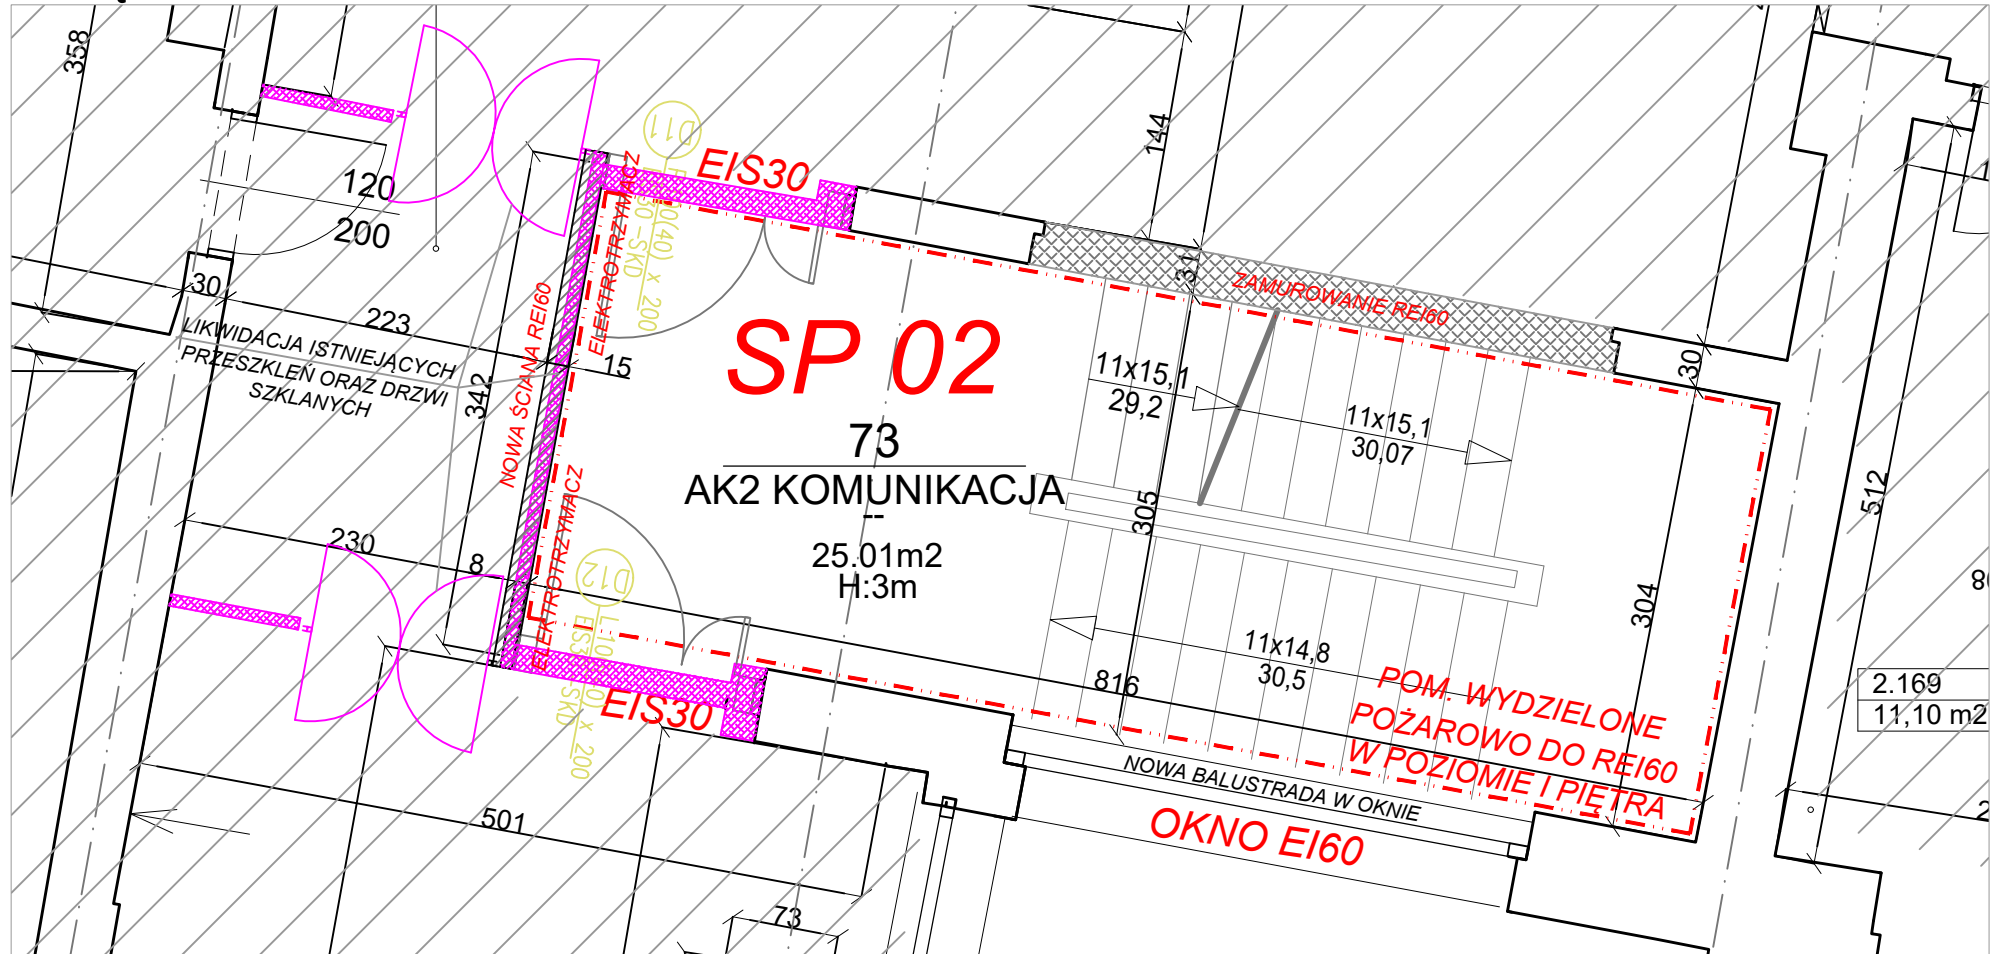 358
120
200
30
223
LIKWIDACJA ISTNIEJĄCYCH
PRZESZKLEŃ ORAZ DRZWI
SZKLANYCH
342
NOWA ŚCIANA REI60
15
ELEKTROTRZYMACZ
D11
EIS30
144
31
ZAMUROWANIE REI60
30
SP 02
73
AK2 KOMUNIKACJA
--
25.01m2
H:3m
11x15,1
29,2
11x15,1
30,07
305
304
512
230
8
ELEKTROTRZYMACZ
D12
EIS30
11x14,8
30,5
816
POM. WYDZIELONE
POŻAROWO DO REI60
W POZIOMIE I PIĘTRA
NOWA BALUSTRADA W OKNIE
OKNO EI60
2.169
11,10 m2
501
73